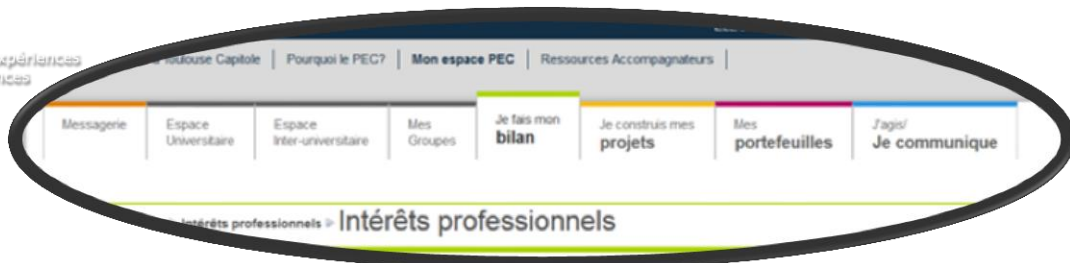 Toulouse Capitole | Pourquoi le PEC? | Mon espace PEC | Ressources Accompagnateurs |
Messagerie
Espace
Universitaire
Espace
Inter-universitaire
Mes
Groupes
Je fais mon
bilan
Je construis mes
projets
Mes
portefeuilles
J'agis/
Je communique
Intérêts professionnels > Intérêts professionnels